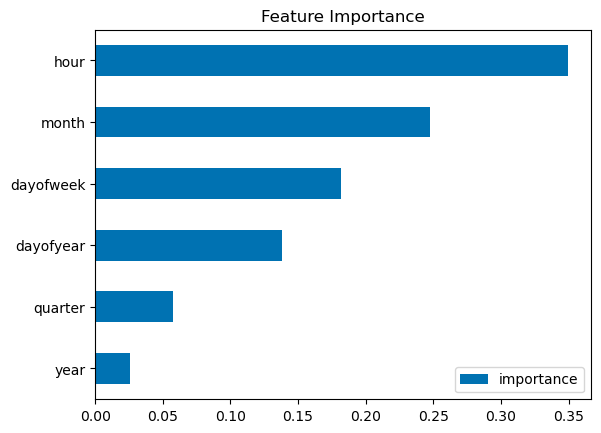 Feature Importance
hour
month
dayofweek
dayofyear
quarter
year
importance
0.00 0.05 0.10 0.15 0.20 0.25 0.30 0.35